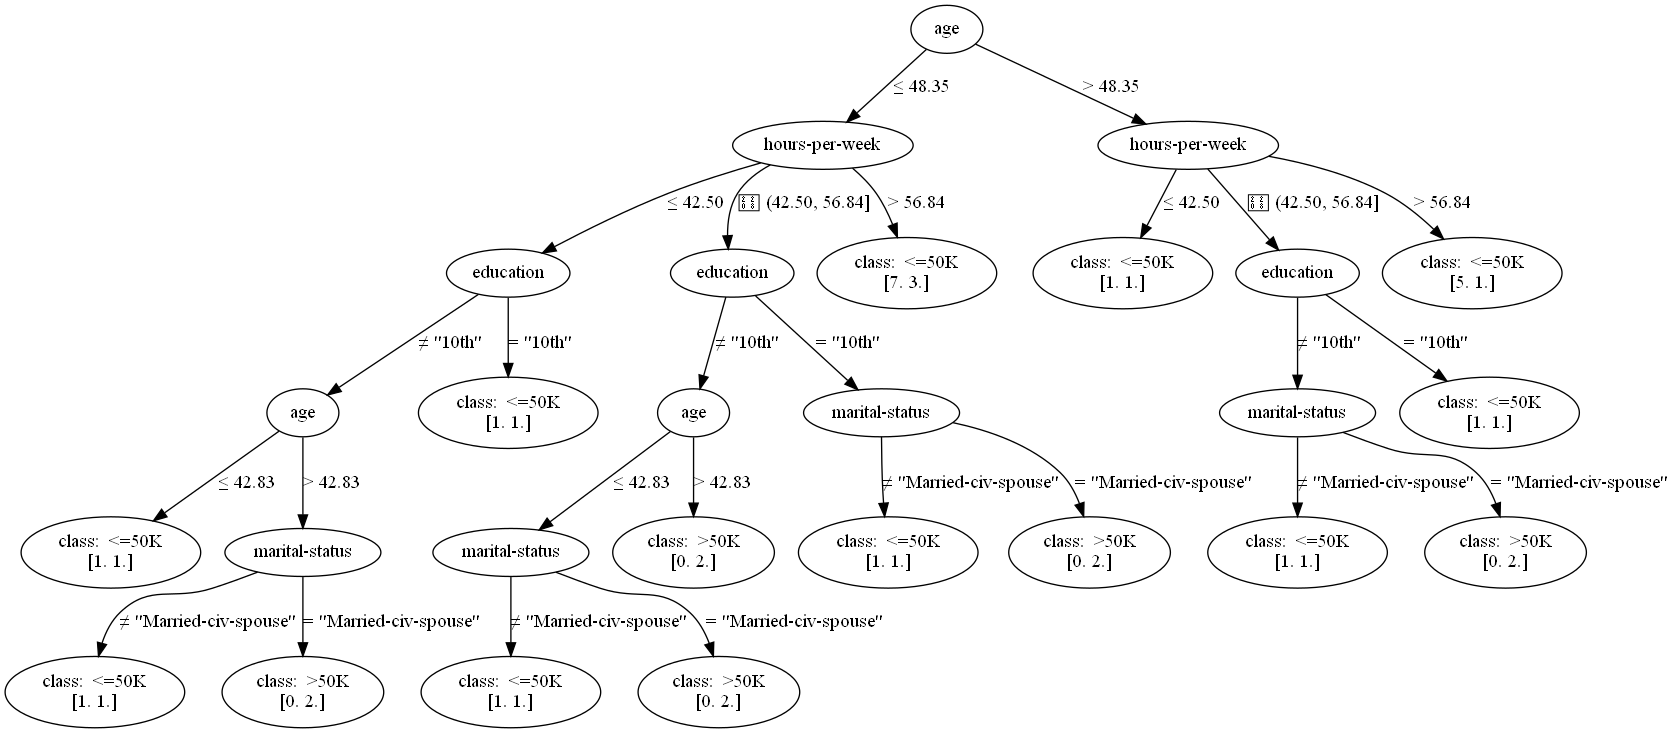 age
≤ 48.35
> 48.35
hours-per-week
hours-per-week
≤ 42.50
(42.50, 56.84]
> 56.84
≤ 42.50
(42.50, 56.84]
> 56.84
education
education
class: <=50K
[7. 3.]
class: <=50K
[1. 1.]
education
class: <=50K
[5. 1.]
≠ "10th"
= "10th"
≠ "10th"
= "10th"
≠ "10th"
= "10th"
age
class: <=50K
[1. 1.]
age
marital-status
marital-status
class: <=50K
[1. 1.]
≤ 42.83
> 42.83
≤ 42.83
> 42.83
≠ "Married-civ-spouse"
= "Married-civ-spouse"
≠ "Married-civ-spouse"
= "Married-civ-spouse"
class: <=50K
[1. 1.]
marital-status
marital-status
class: >50K
[0. 2.]
class: <=50K
[1. 1.]
class: >50K
[0. 2.]
class: <=50K
[1. 1.]
class: >50K
[0. 2.]
≠ "Married-civ-spouse"
= "Married-civ-spouse"
≠ "Married-civ-spouse"
= "Married-civ-spouse"
class: <=50K
[1. 1.]
class: >50K
[0. 2.]
class: <=50K
[1. 1.]
class: >50K
[0. 2.]